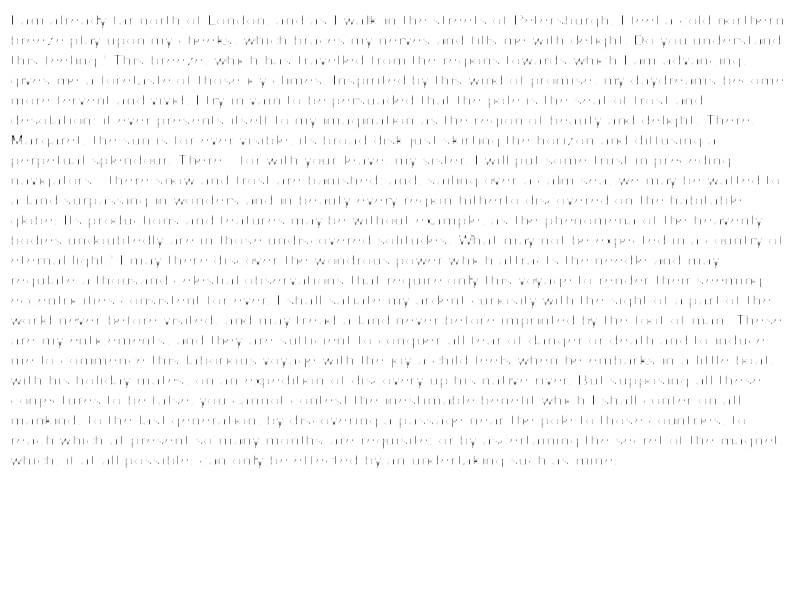 I am already far north of London, and as I walk in the streets of Petersburgh, I feel a cold northern
breeze play upon my cheeks, which braces my nerves and fills me with delight. Do you understand
this feeling? This breeze, which has travelled from the regions towards which I am advancing,
gives me a foretaste of those icy climes. Inspirited by this wind of promise, my daydreams become
more fervent and vivid. I try in vain to be persuaded that the pole is the seat of frost and
desolation; it ever presents itself to my imagination as the region of beauty and delight. There,
Margaret, the sun is for ever visible, its broad disk just skirting the horizon and diffusing a
perpetual splendour. There—for with your leave, my sister, I will put some trust in preceding
navigators—there snow and frost are banished; and, sailing over a calm sea, we may be wafted to
a land surpassing in wonders and in beauty every region hitherto discovered on the habitable
globe. Its productions and features may be without example, as the phenomena of the heavenly
bodies undoubtedly are in those undiscovered solitudes. What may not be expected in a country of
eternal light? I may there discover the wondrous power which attracts the needle and may
regulate a thousand celestial observations that require only this voyage to render their seeming
eccentricities consistent for ever. I shall satiate my ardent curiosity with the sight of a part of the
world never before visited, and may tread a land never before imprinted by the foot of man. These
are my enticements, and they are sufficient to conquer all fear of danger or death and to induce
me to commence this laborious voyage with the joy a child feels when he embarks in a little boat,
with his holiday mates, on an expedition of discovery up his native river. But supposing all these
conjectures to be false, you cannot contest the inestimable benefit which I shall confer on all
mankind, to the last generation, by discovering a passage near the pole to those countries, to
reach which at present so many months are requisite; or by ascertaining the secret of the magnet,
which, if at all possible, can only be effected by an undertaking such as mine.